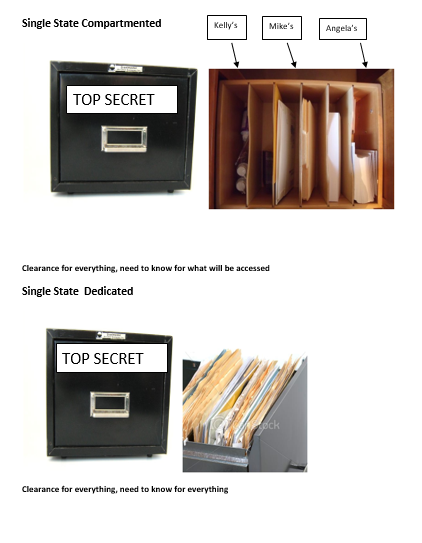 Single State Compartmented
Kelly's
Mike's
Angela's
TOP SECRET
Clearance for everything, need to know for what will be accessed
Single State Dedicated
TOP SECRET
Clearance for everything, need to know for everything